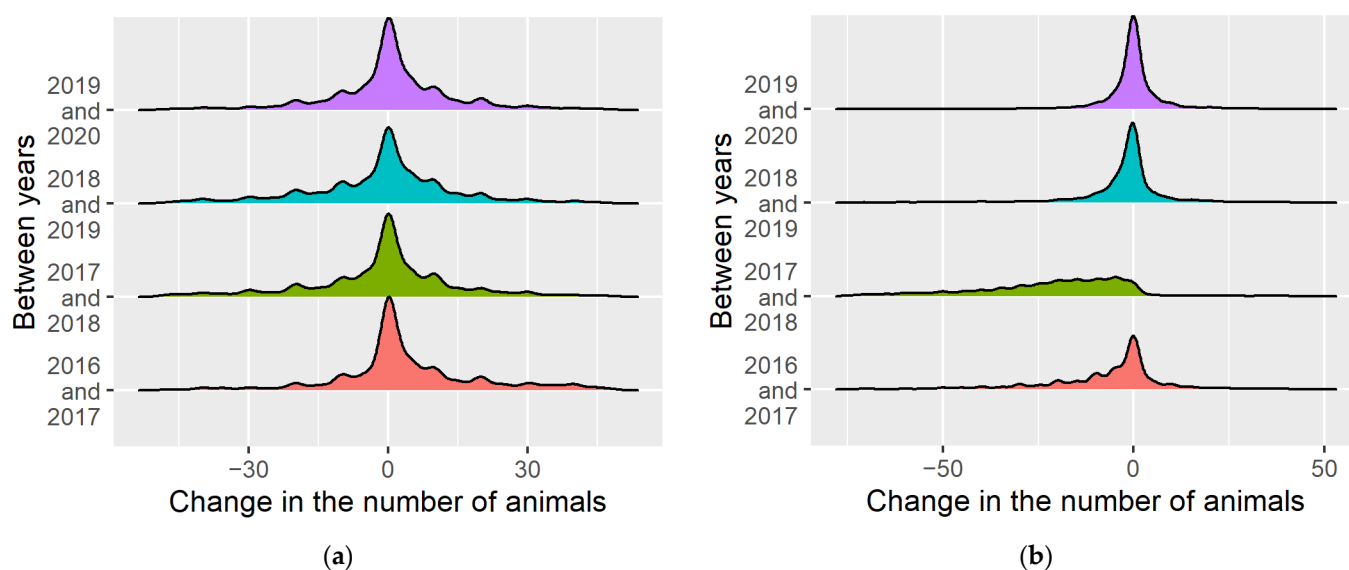 Between years
2019
and
2020
2018
and
2019
2017
and
2018
2016
and
2017
−30
0
30
Change in the number of animals
(a)
Between years
2019
and
2020
2018
and
2019
2017
and
2018
2016
and
2017
−50
0
50
Change in the number of animals
(b)